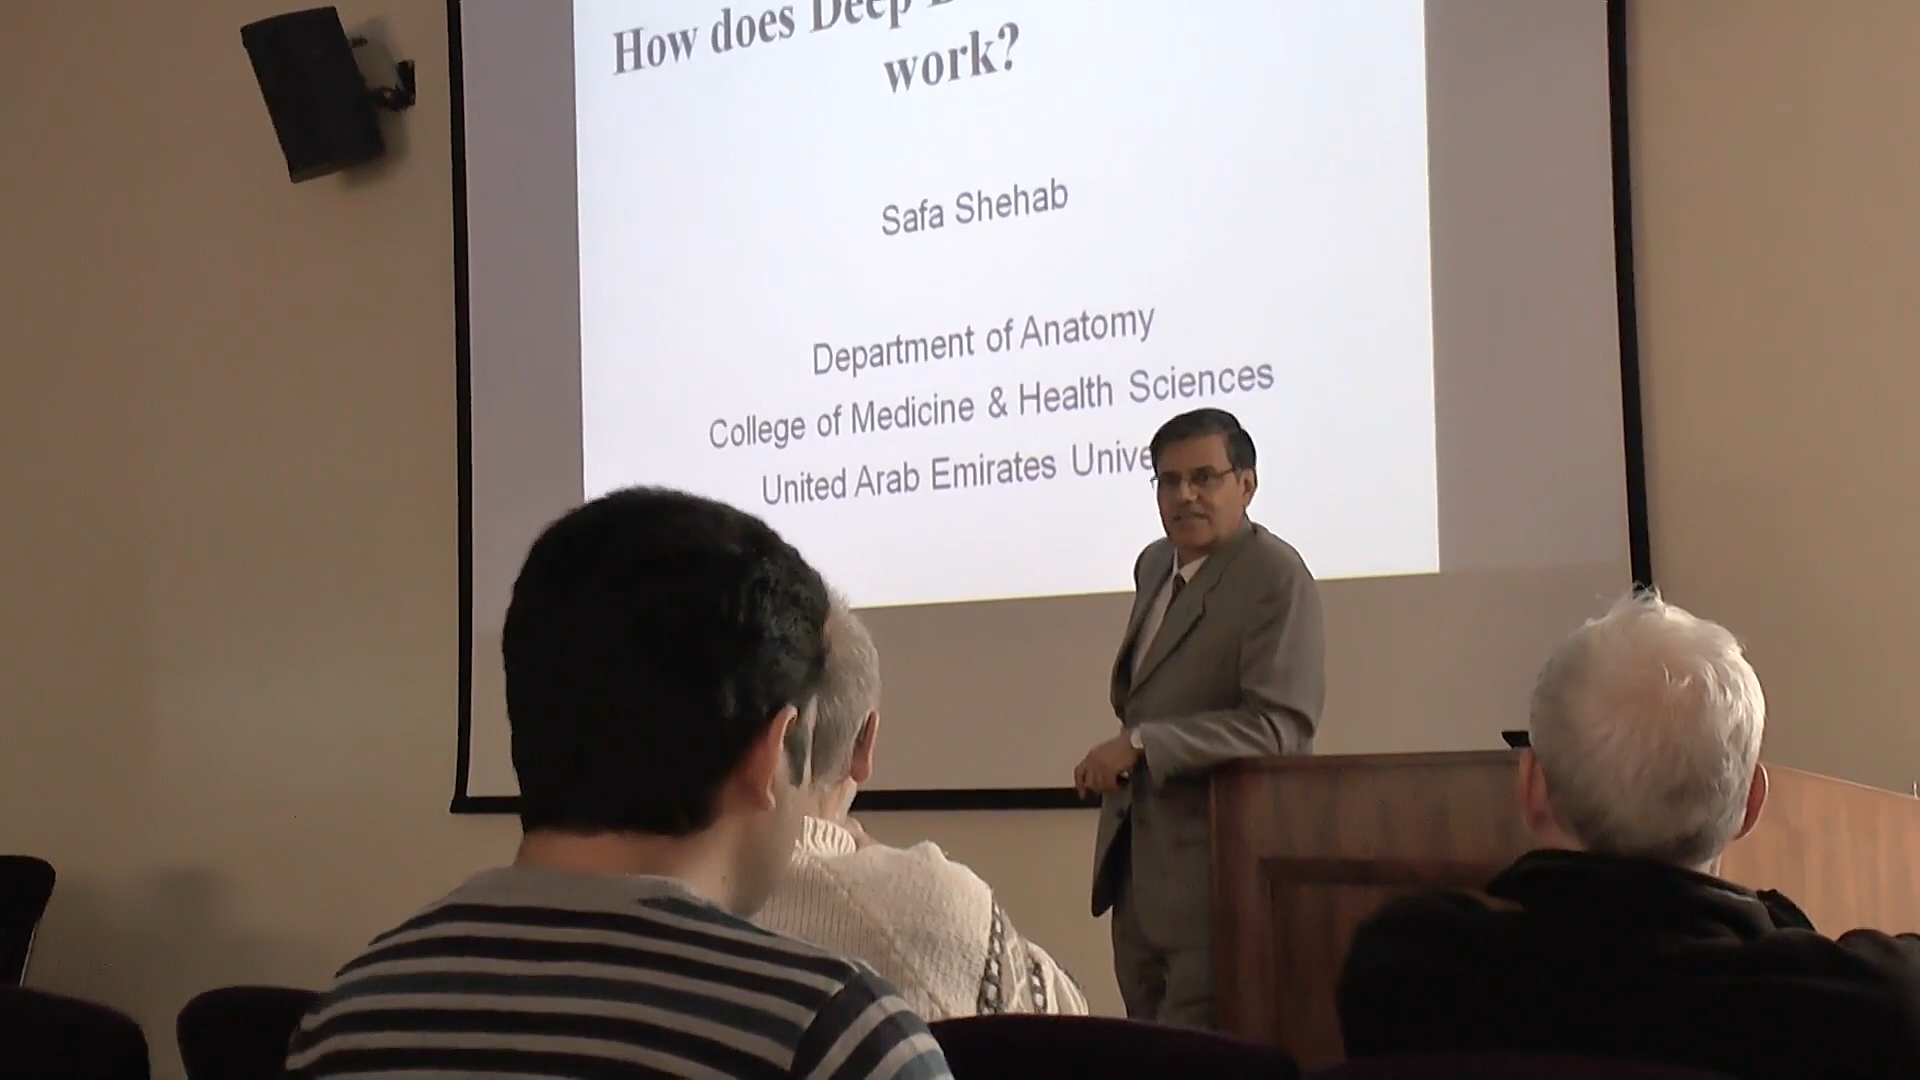 How does Deep
work?
Safa Shehab
Department of Anatomy
College of Medicine & Health Sciences
United Arab Emirates